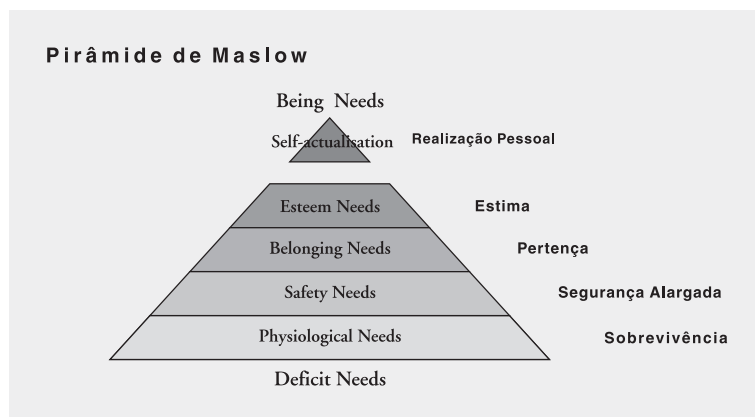 Pirâmide de Maslow
Being Needs
Self-actualisation Realização Pessoal
Esteem Needs Estima
Belonging Needs Pertença
Safety Needs Segurança Alargada
Physiological Needs Sobrevivência
Deficit Needs